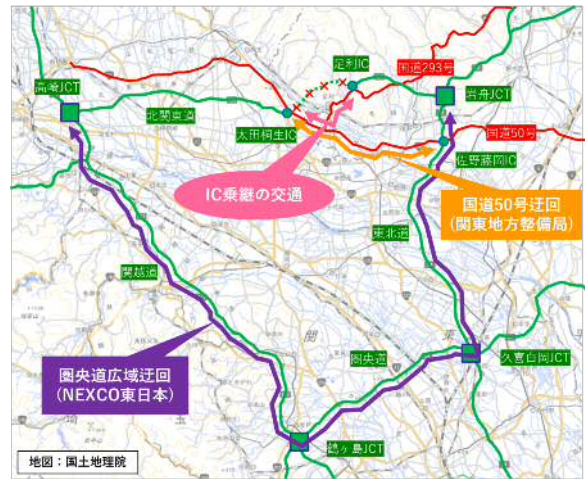 足利IC
国道293号
高崎JCT
岩舟JCT
北関東道
太田桐生IC
国道50号
佐野藤岡IC
IC乗継の交通
国道50号迂回
(関東地方整備局)
東北道
関越道
関
東
圏央道
久喜白岡JCT
圏央道広域迂回
(NEXCO東日本)
鶴ヶ島JCT
埼
玉
地図:国土地理院